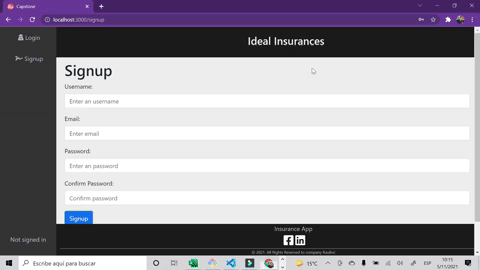 Capstone
localhost:3000/signup
Login
Signup
Ideal Insurances
Signup
Username:
Enter an username
Email:
Enter email
Password:
Enter an password
Confirm Password:
Confirm password
Signup
Not signed in
Insurance App
© 2021. All Rights Reserved to company
Escribe aquí para buscar
15°C
ESP
10:15
5/11/2021